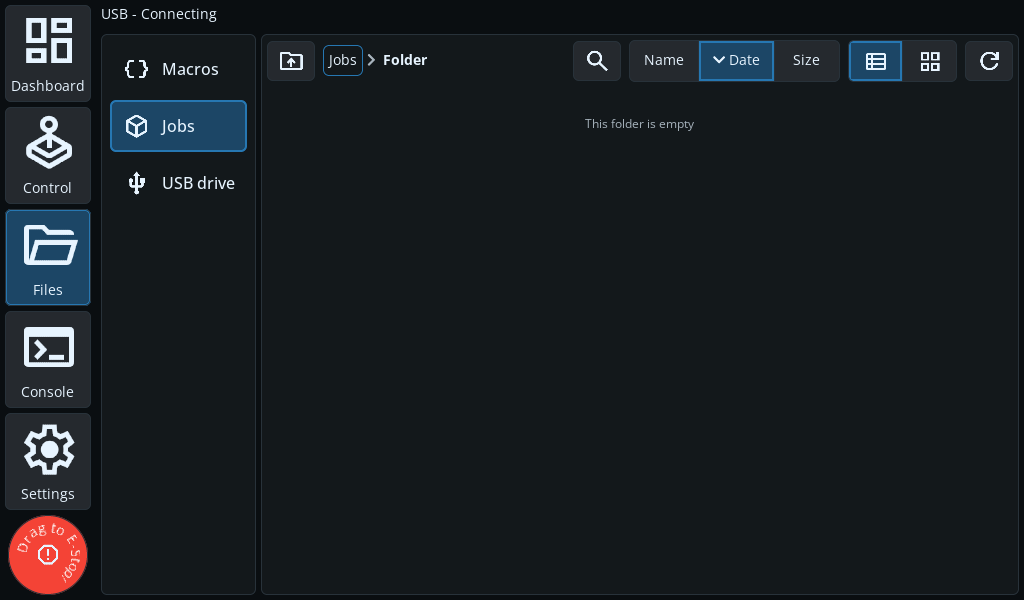 USB - Connecting
Dashboard
Control
Files
Console
Settings
Drag to E-Stop!
Macros
Jobs
USB drive
Jobs
Folder
Name
Date
Size
This folder is empty